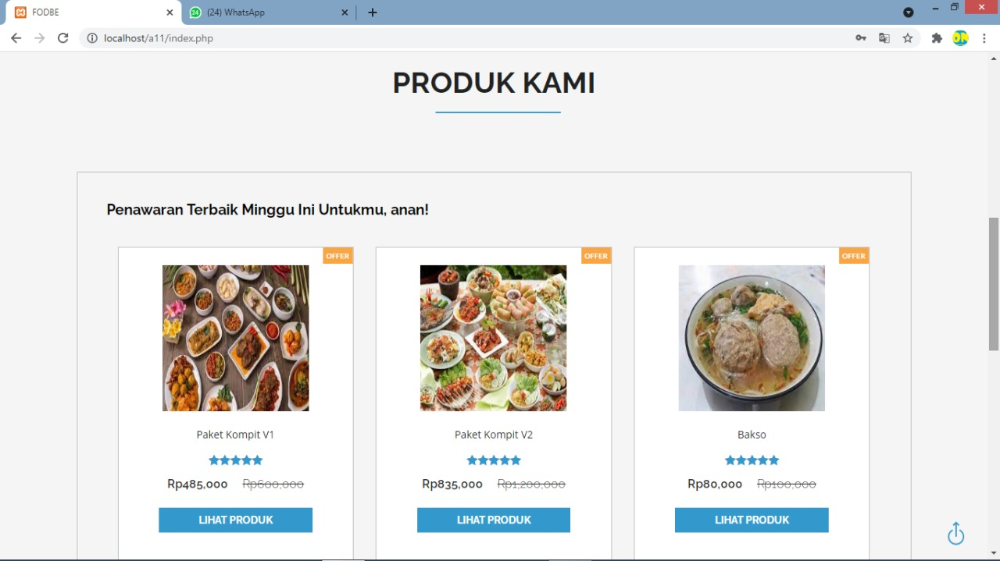 FODBE
24
(24) WhatsApp
localhost/a11/index.php
PRODUK KAMI
Penawaran Terbaik Minggu Ini Untukmu, anan!
OFFER
OFFER
OFFER
Paket Kompit V1
Paket Kompit V2
Bakso
Rp485,000 Rp600,000
Rp835,000 Rp1,200,000
Rp80,000 Rp100,000
LIHAT PRODUK
LIHAT PRODUK
LIHAT PRODUK